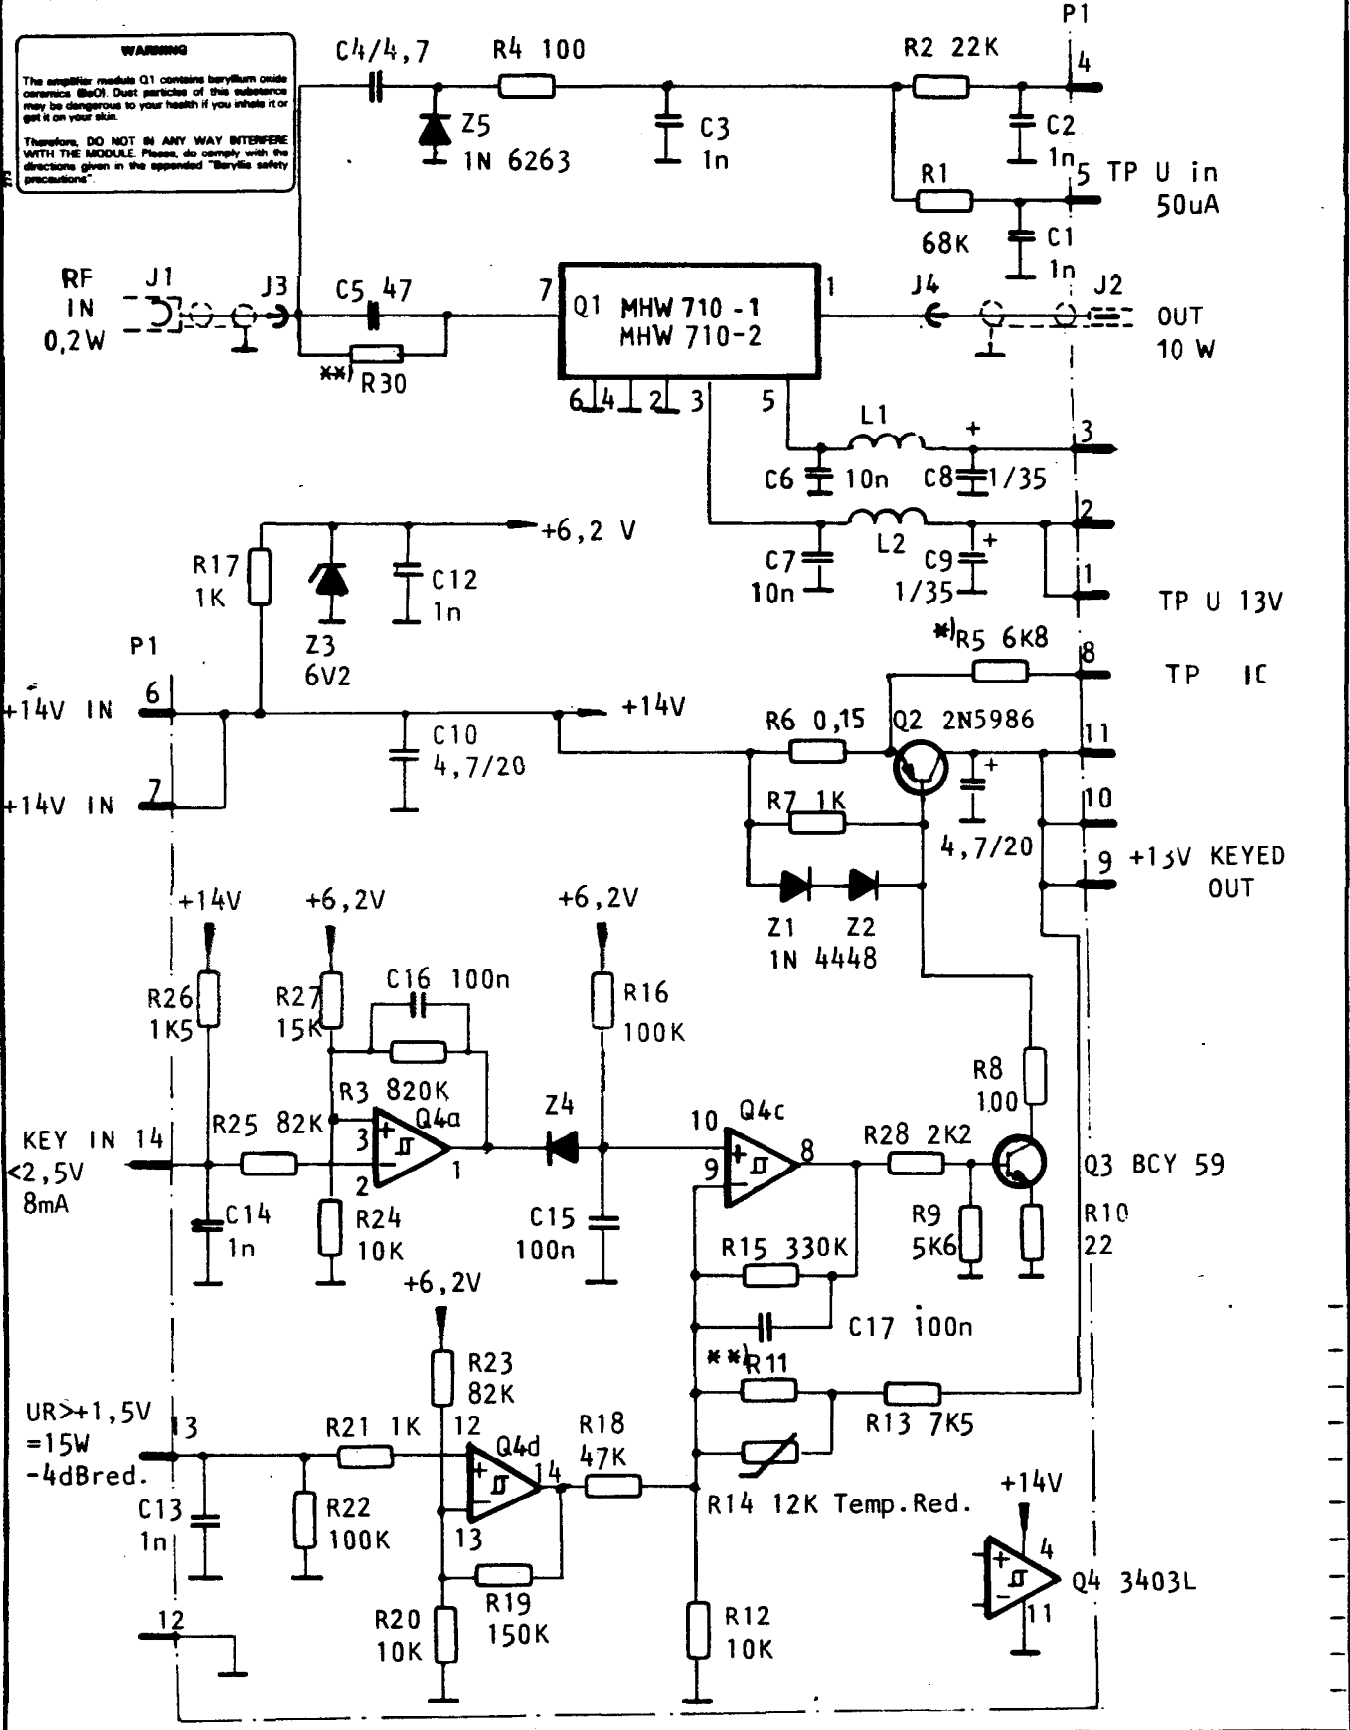 WARNING
The amplifier module Q1 contains beryllium oxide
ceramics (BeO). Dust particles of this substance
may be dangerous to your health if you inhale it or
get it on your skin.
Therefore, DO NOT IN ANY WAY INTERFERE
WITH THE MODULE. Please, do comply with the
directions given in the appended "Beryllia safety
precautions".
P1
C4/4,7
R4 100
R2 22K
4
Z5
1N 6263
C3
1n
C2
1n
R1
68K
5
TP U in
50uA
C1
1n
RF
IN
0,2W
J1
J3
C5 47
**)
R30
7
Q1
MHW 710 -1
MHW 710-2
1
J4
J2
OUT
10 W
6
4
2
3
5
L1
+
3
C6
10n
C8
1/35
2
L2
C7
10n
C9
+
1/35
1
TP U 13V
+6,2 V
R17
1K
C12
1n
Z3
6V2
*)
R5 6K8
8
TP IC
P1
6
+14V IN
+14V
7
+14V IN
C10
4,7/20
R6 0,15
Q2 2N5986
11
+
R7 1K
10
4,7/20
9
+13V KEYED
OUT
Z1
Z2
1N 4448
+14V
+6,2V
+6,2V
R26
1K5
R27
15K
C16 100n
R16
100K
R3 820K
Q4a
R8
100
KEY IN 14
<2,5V
8mA
R25 82K
+
3
-
2
1
Z4
10
9
+
-
Q4c
8
R28 2K2
Q3 BCY 59
C14
1n
R24
10K
C15
100n
R9
5K6
R10
22
R15 330K
+6,2V
C17 100n
R23
82K
**)
R11
R13 7K5
UR>+1,5V
=15W
-4dBred.
13
R21 1K
12
Q4d
+
-
14
13
R18
47K
R14 12K Temp.Red.
+14V
C13
1n
R22
100K
R19
150K
R20
10K
R12
10K
12
+
-
4
11
Q4 3403L